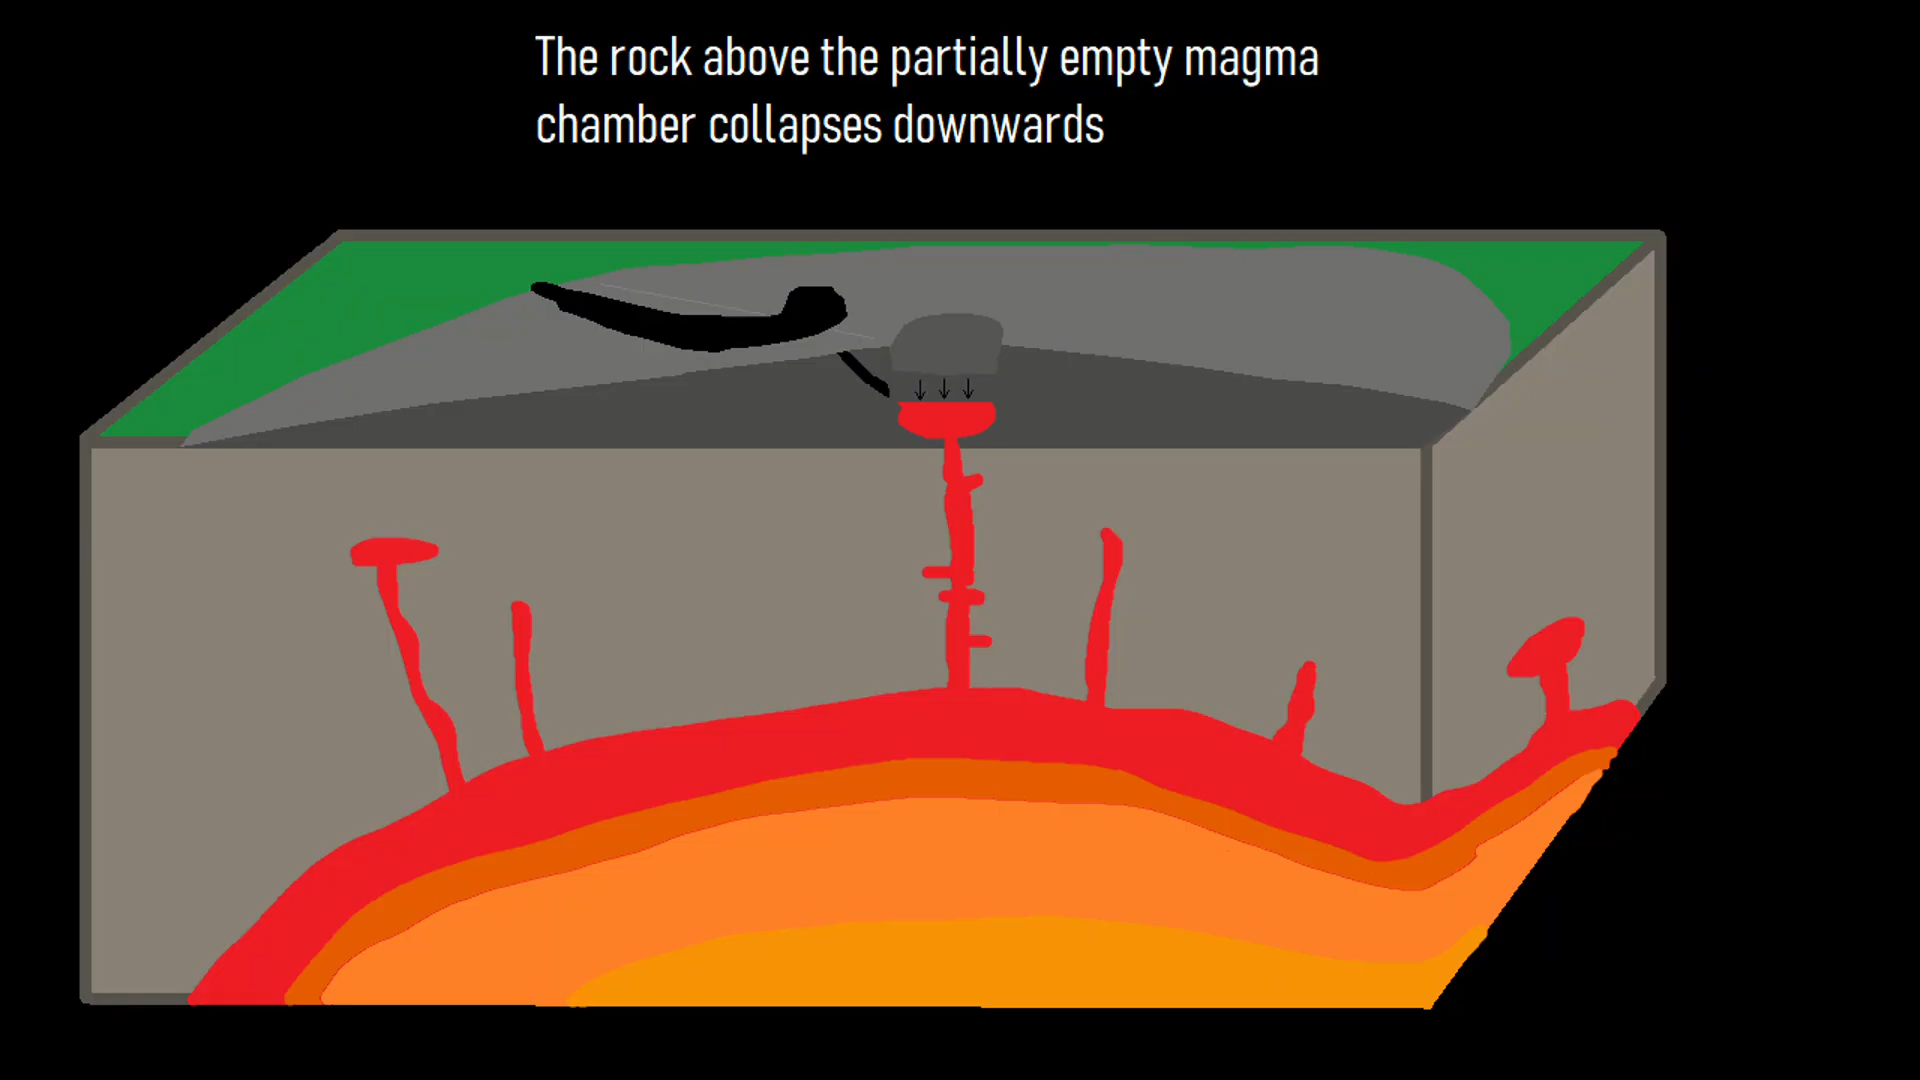 The rock above the partially empty magma
chamber collapses downwards